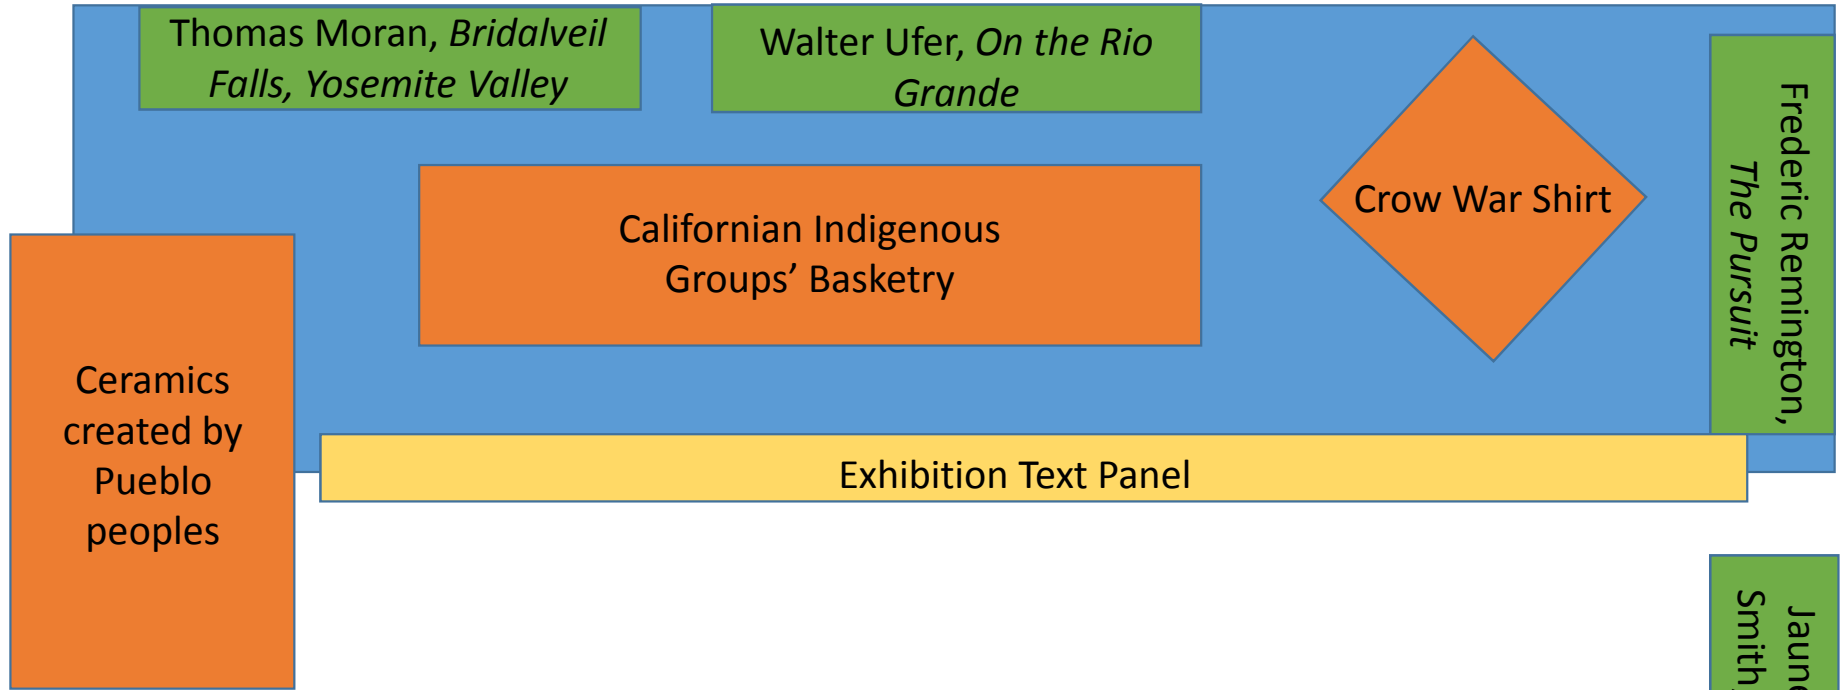 Thomas Moran, Bridalveil
Falls, Yosemite Valley
Walter Ufer, On the Rio
Grande
Frederic Remington,
The Pursuit
Crow War Shirt
Californian Indigenous
Groups’ Basketry
Ceramics
created by
Pueblo
peoples
Exhibition Text Panel
Smith